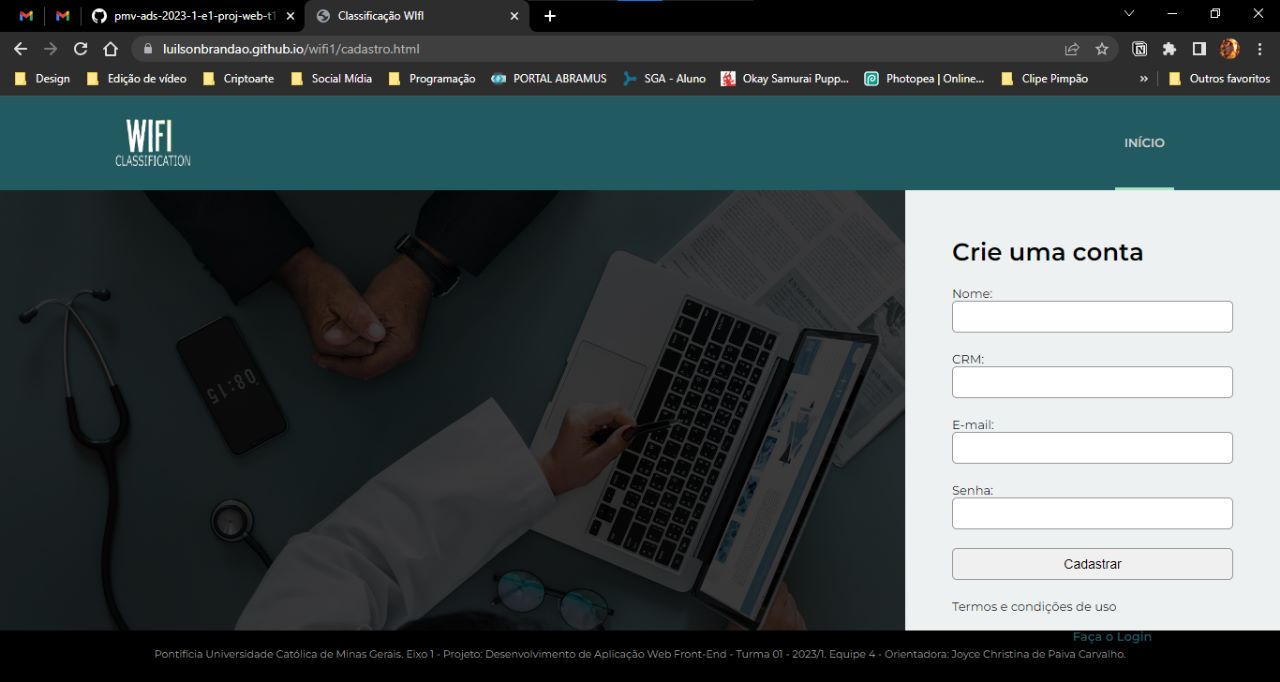 pmv-ads-2023-1-e1-proj-web-t1
Classificação WIfI
luilsonbrandao.github.io/wifi1/cadastro.html
Design
Edição de vídeo
Criptoarte
Social Mídia
Programação
PORTAL ABRAMUS
SGA - Aluno
Okay Samurai Pupp...
Photopea | Online...
Clipe Pimpão
»
Outros favoritos
WIFI
CLASSIFICATION
INÍCIO
08:15
Crie uma conta
Nome:
CRM:
E-mail:
Senha:
Cadastrar
Termos e condições de uso
Faça o Login
Pontifícia Universidade Católica de Minas Gerais. Eixo 1 - Projeto: Desenvolvimento de Aplicação Web Front-End - Turma 01 - 2023/1. Equipe 4 - Orientadora: Joyce Christina de Paiva Carvalho.